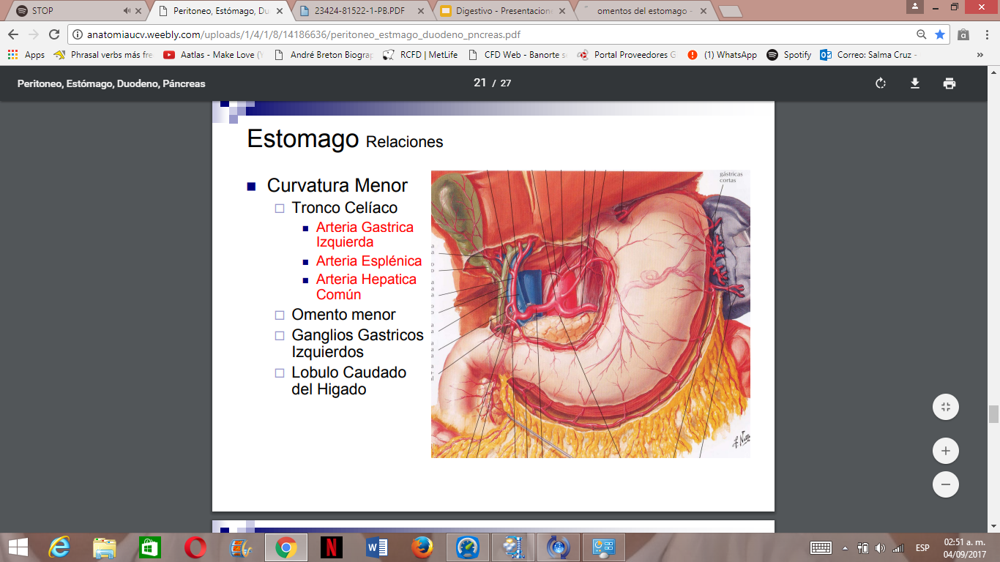 STOP
Peritoneo, Estómago, Du
23424-81522-1-PB.PDF
Digestivo - Presentacion
omentos del estomago -
anatomiaucv.weebly.com/uploads/1/4/1/8/14186636/peritoneo_estmago_duodeno_pncreas.pdf
Apps
Phrasal verbs más fre
Aatlas - Make Love (Y
André Breton Biograp
RCFD | MetLife
CFD Web - Banorte s
Portal Proveedores G
(1) WhatsApp
Spotify
Correo: Salma Cruz -
»
Peritoneo, Estómago, Duodeno, Páncreas
21 / 27
Estomago Relaciones
Curvatura Menor
Tronco Celíaco
Arteria Gastrica
Izquierda
Arteria Esplénica
Arteria Hepatica
Común
Omento menor
Ganglios Gastricos
Izquierdos
Lobulo Caudado
del Higado
gástricas
cortas
ESP
02:51 a. m.
04/09/2017